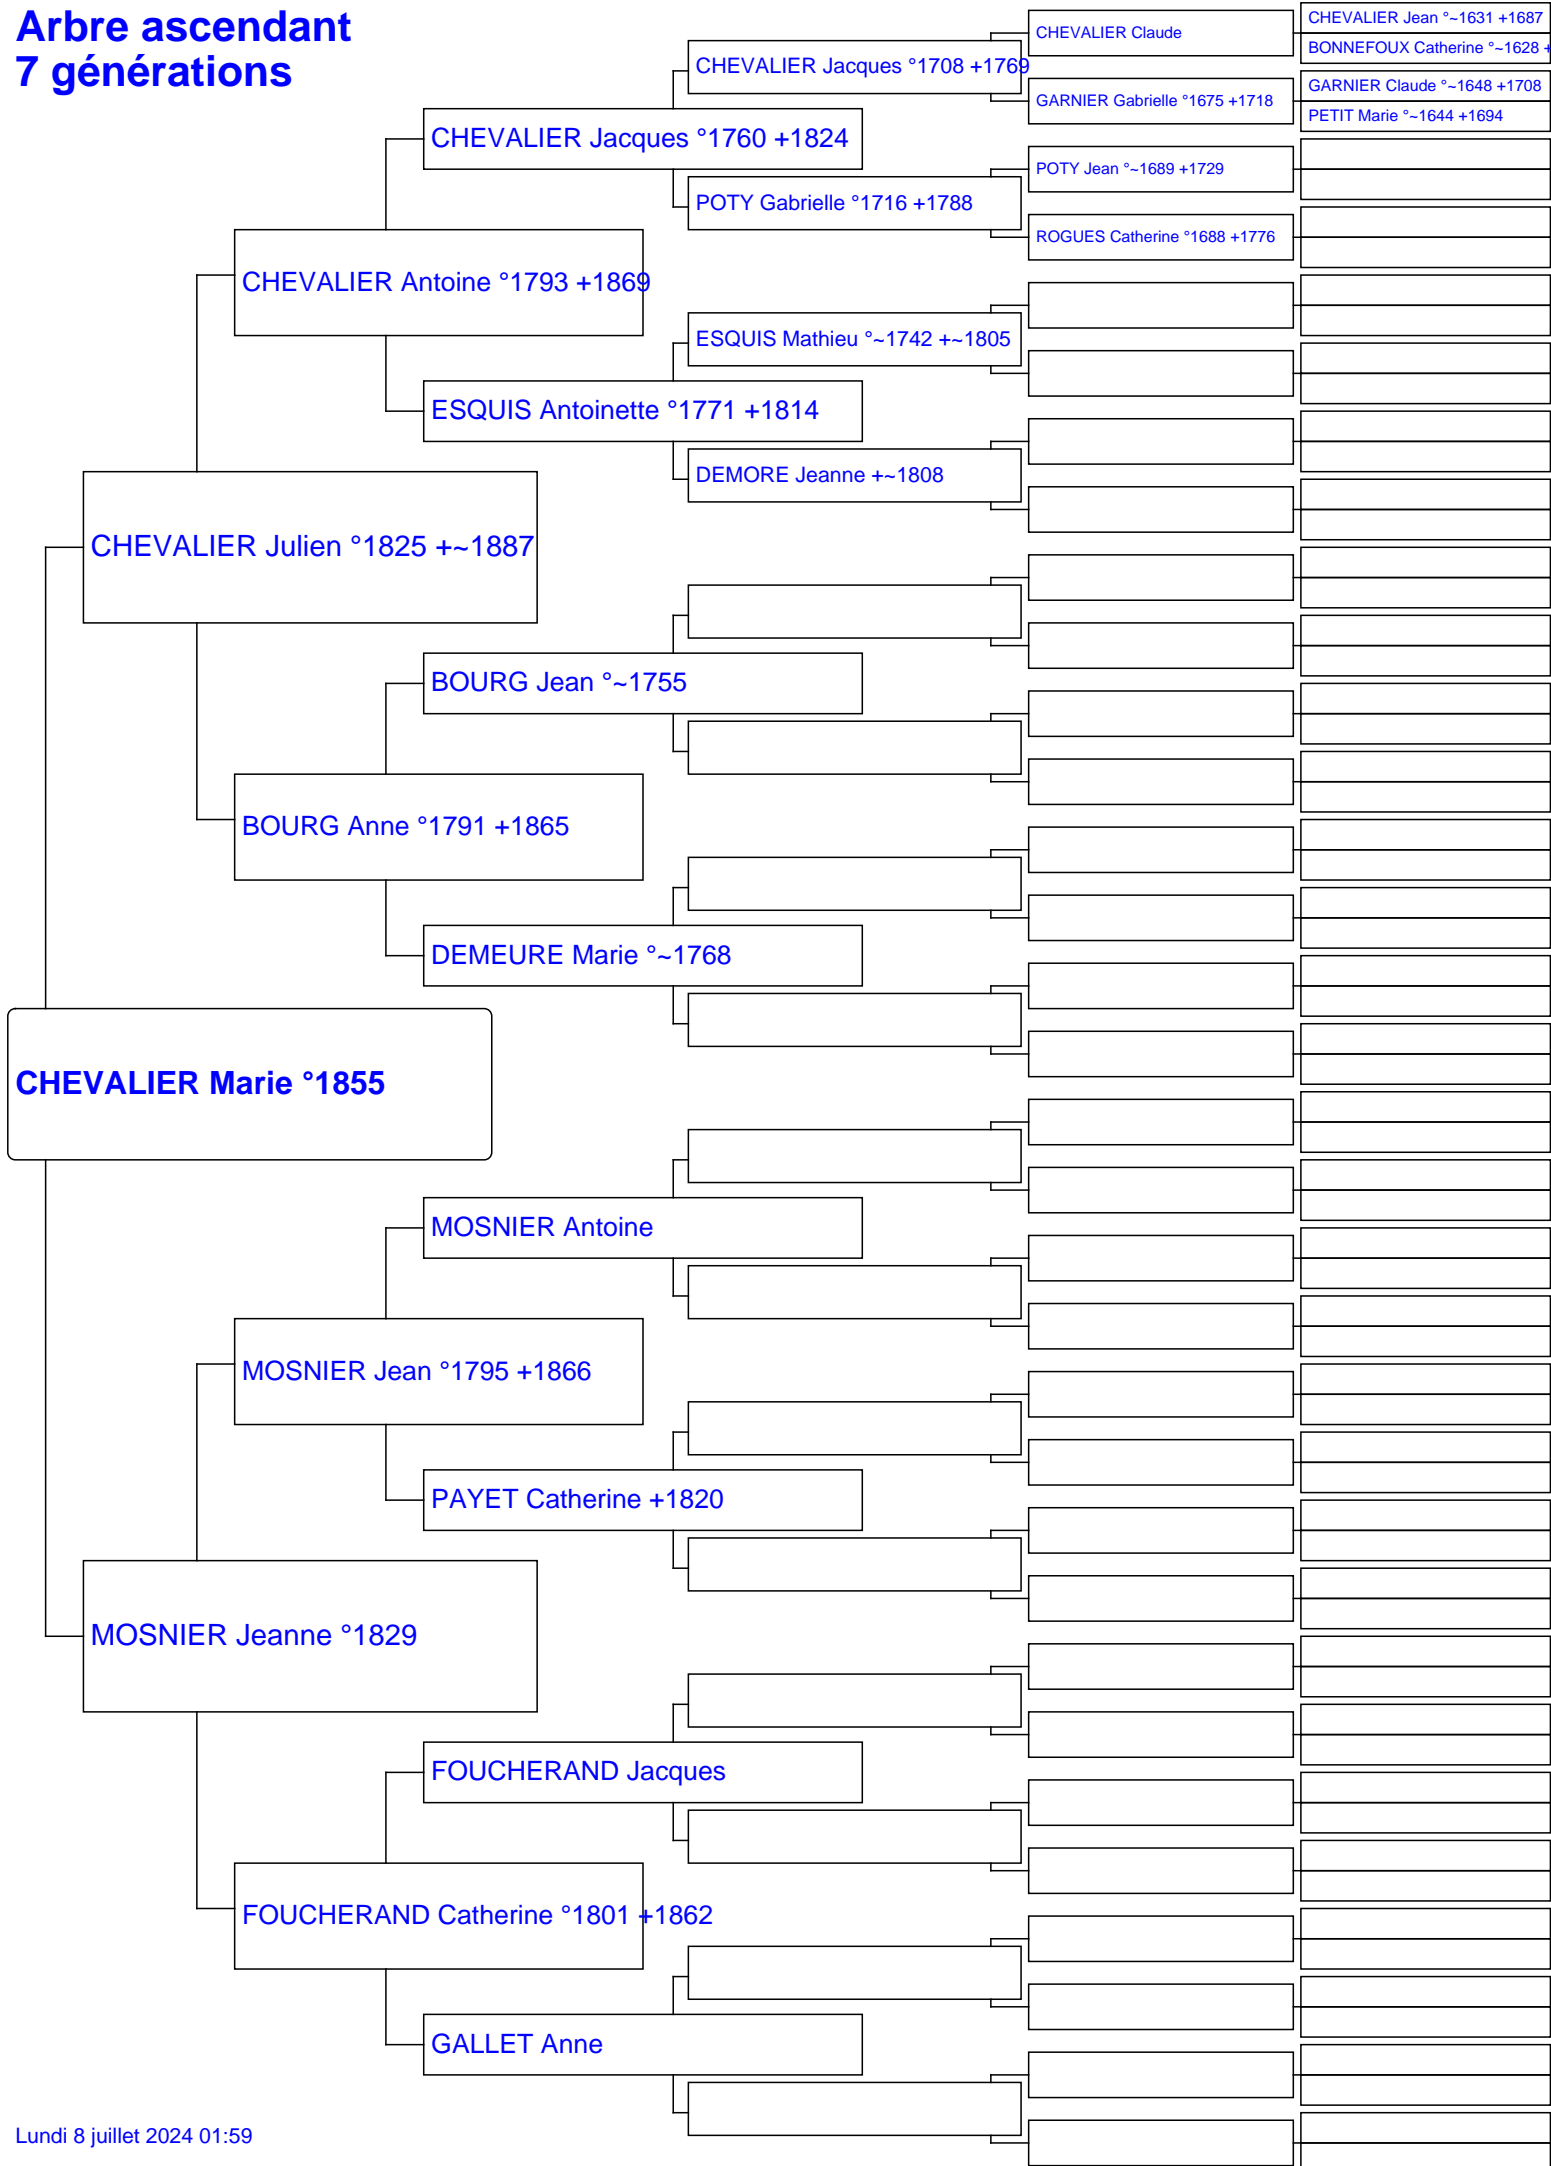 Arbre ascendant
7 générations
CHEVALIER Jean °~1631 +1687
CHEVALIER Claude
BONNEFOUX Catherine °~1628 +
CHEVALIER Jacques °1708 +1769
GARNIER Claude °~1648 +1708
GARNIER Gabrielle °1675 +1718
PETIT Marie °~1644 +1694
CHEVALIER Jacques °1760 +1824
POTY Jean °~1689 +1729
POTY Gabrielle °1716 +1788
ROGUES Catherine °1688 +1776
CHEVALIER Antoine °1793 +1869
ESQUIS Mathieu °~1742 +~1805
ESQUIS Antoinette °1771 +1814
DEMORE Jeanne +~1808
CHEVALIER Julien °1825 +~1887
BOURG Jean °~1755
BOURG Anne °1791 +1865
DEMEURE Marie °~1768
CHEVALIER Marie °1855
MOSNIER Antoine
MOSNIER Jean °1795 +1866
PAYET Catherine +1820
MOSNIER Jeanne °1829
FOUCHERAND Jacques
FOUCHERAND Catherine °1801 +1862
GALLET Anne
Lundi 8 juillet 2024 01:59